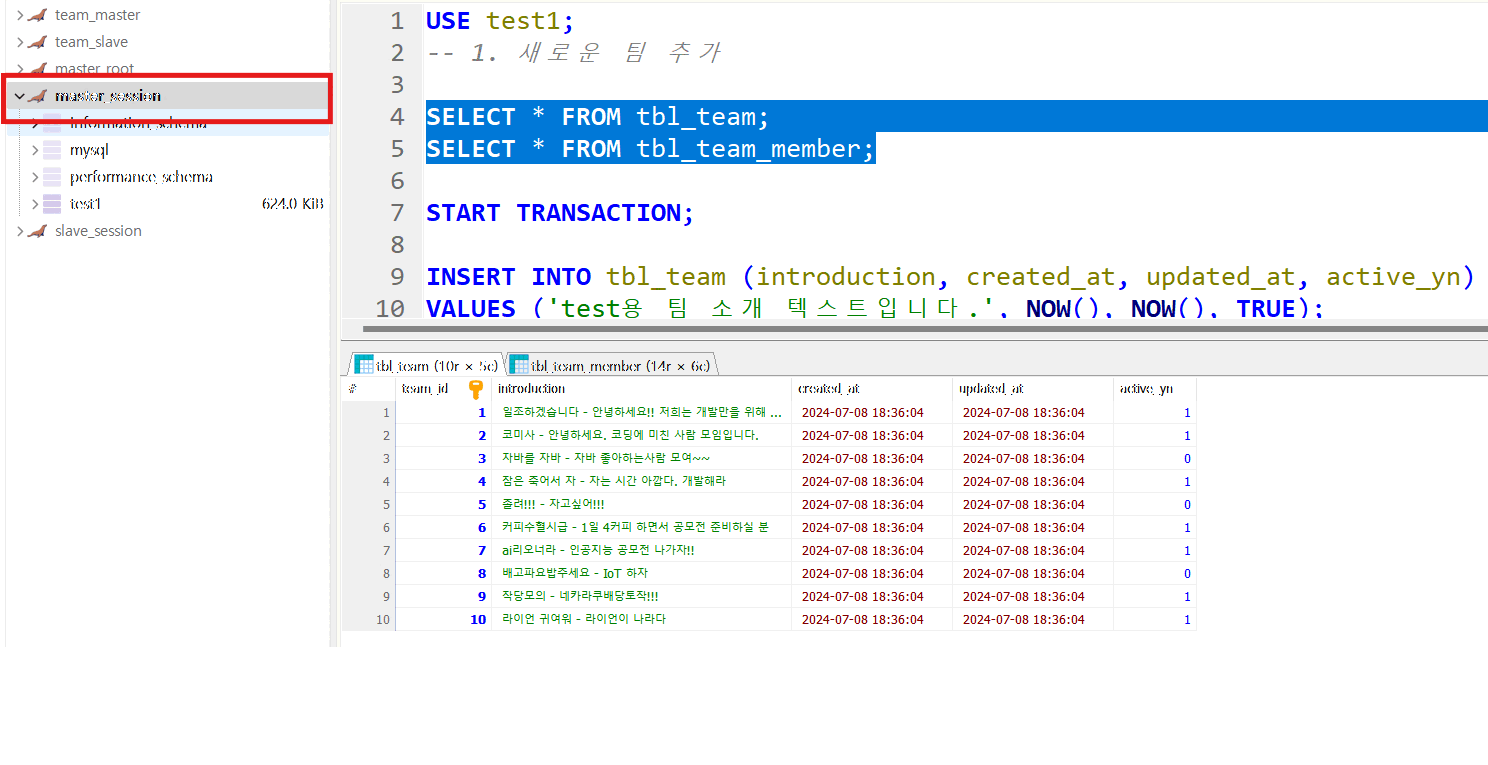 team_master
team_slave
master_root
master_session
information_schema
mysql
performance_schema
test1 624.0 KiB
slave_session
1 USE test1;
2 -- 1. 새로운 팀 추가
3
4 SELECT * FROM tbl_team;
5 SELECT * FROM tbl_team_member;
6
7 START TRANSACTION;
8
9 INSERT INTO tbl_team (introduction, created_at, updated_at, active_yn)
10 VALUES ('test용 팀 소개 텍스트입니다.', NOW(), NOW(), TRUE);
tbl_team (10r × 5c) tbl_team_member (14r × 6c)
# team_id introduction created_at updated_at active_yn
1 1 일조하겠습니다 - 안녕하세요!! 저희는 개발만을 위해 ... 2024-07-08 18:36:04 2024-07-08 18:36:04 1
2 2 코미사 - 안녕하세요. 코딩에 미친 사람 모임입니다. 2024-07-08 18:36:04 2024-07-08 18:36:04 1
3 3 자바를 자바 - 자바 좋아하는사람 모여~~ 2024-07-08 18:36:04 2024-07-08 18:36:04 0
4 4 잠은 죽어서 자 - 자는 시간 아깝다. 개발해라 2024-07-08 18:36:04 2024-07-08 18:36:04 1
5 5 졸려!!! - 자고싶어!!! 2024-07-08 18:36:04 2024-07-08 18:36:04 0
6 6 커피수혈시급 - 1일 4커피 하면서 공모전 준비하실 분 2024-07-08 18:36:04 2024-07-08 18:36:04 1
7 7 ai리오너라 - 인공지능 공모전 나가자!! 2024-07-08 18:36:04 2024-07-08 18:36:04 1
8 8 배고파요밥주세요 - IoT 하자 2024-07-08 18:36:04 2024-07-08 18:36:04 0
9 9 작당모의 - 네카라쿠배당토작!!! 2024-07-08 18:36:04 2024-07-08 18:36:04 1
10 10 라이언 귀여워 - 라이언이 나라다 2024-07-08 18:36:04 2024-07-08 18:36:04 1